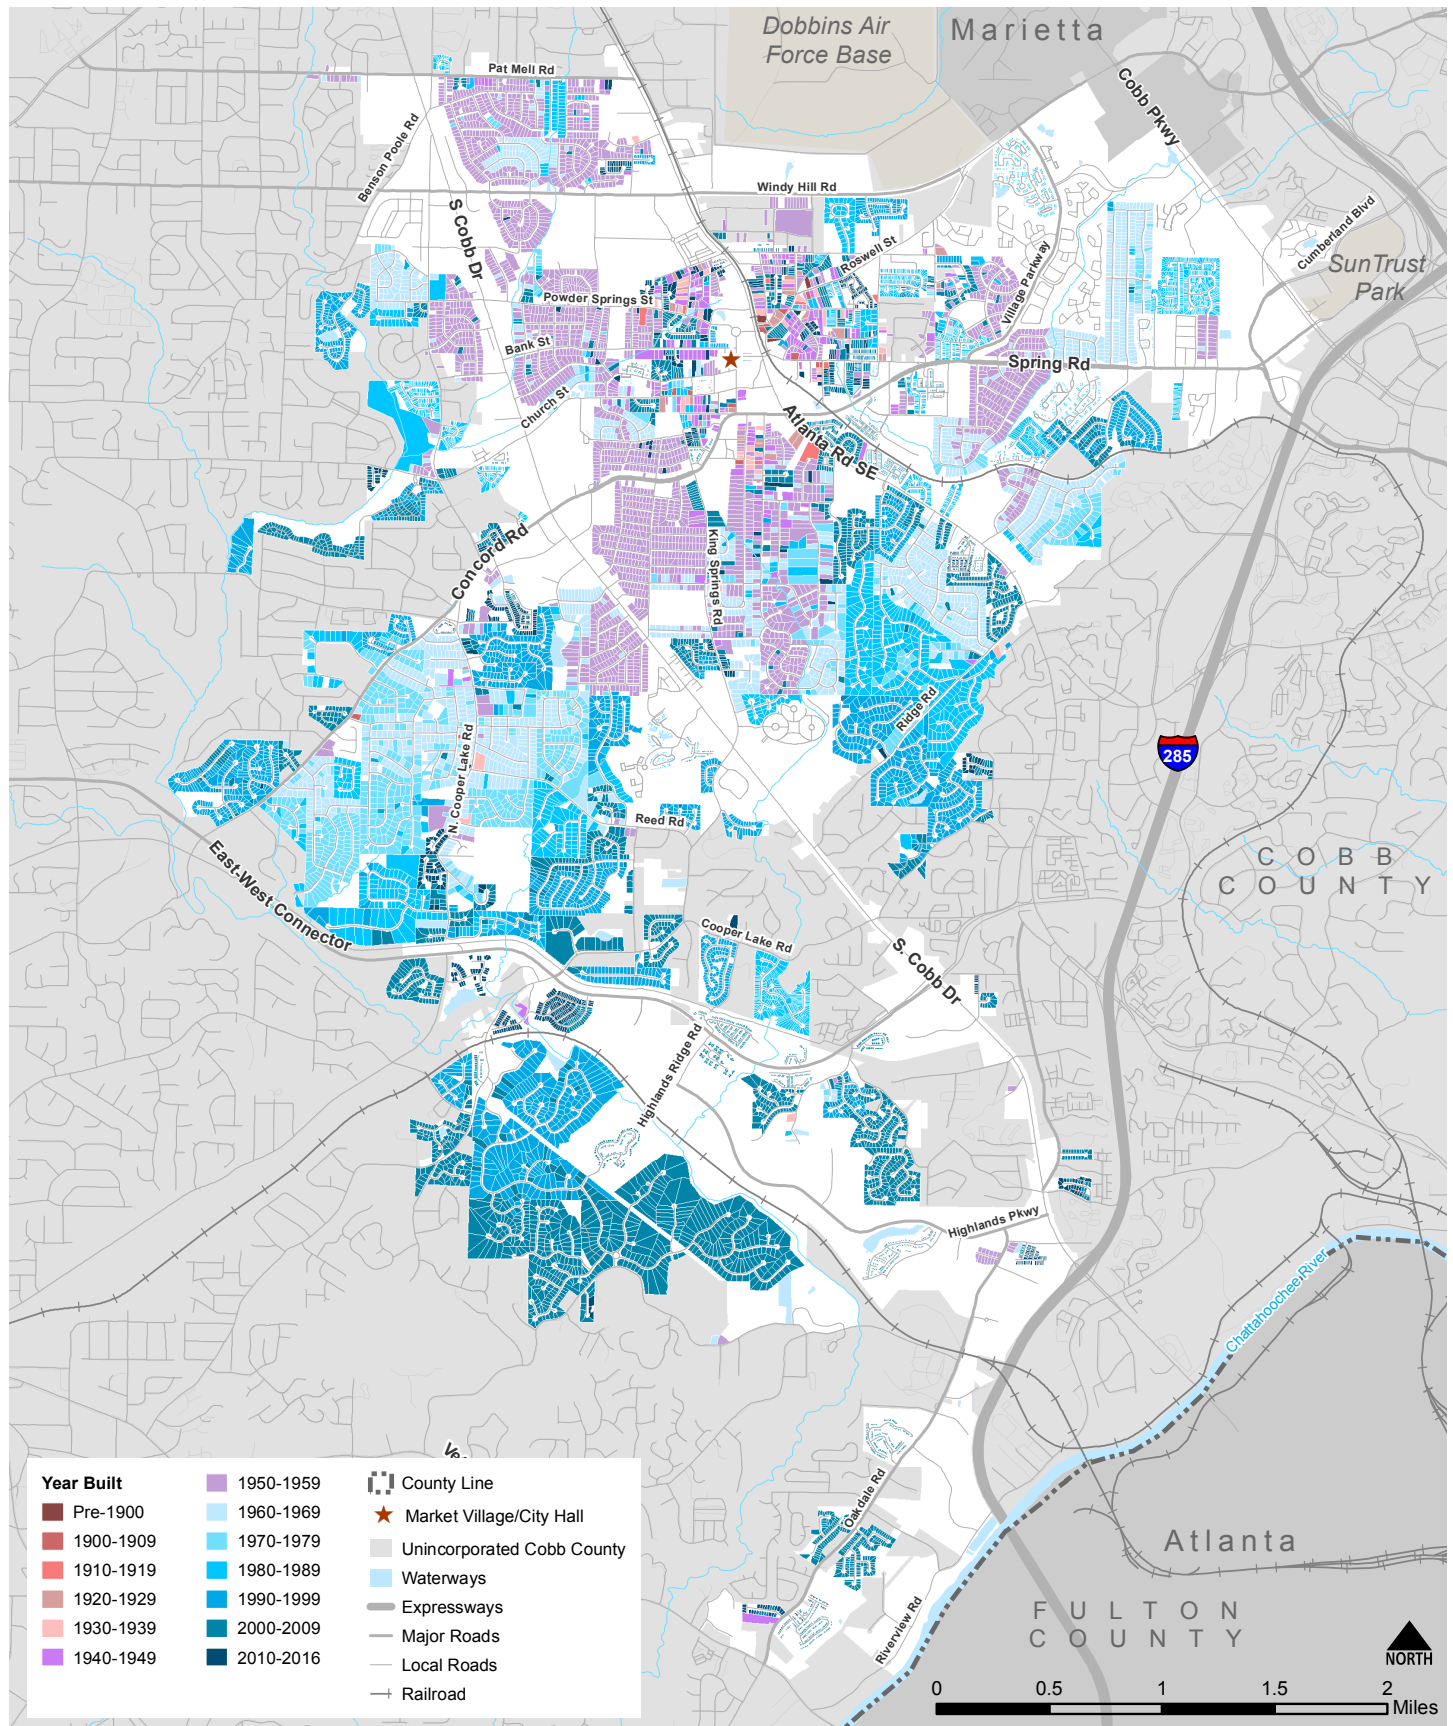 Dobbins Air
Force Base
Marietta
Pat Mell Rd
Cobb Pkwy
Benson Poole Rd
Windy Hill Rd
S Cobb Dr
Cumberland Blvd
SunTrust
Park
Roswell St
Village Parkway
Powder Springs St
Bank St
Spring Rd
Church St
Atlanta Rd SE
Concord Rd
King Springs Rd
Ridge Rd
N. Cooper Lake Rd
285
Reed Rd
East-West Connector
COBB
COUNTY
Cooper Lake Rd
S. Cobb Dr
Highlands Ridge Rd
Highlands Pkwy
Chattahoochee River
Oakdale Rd
Riverview Rd
Atlanta
FULTON
COUNTY
Year Built
Pre-1900
1900-1909
1910-1919
1920-1929
1930-1939
1940-1949
1950-1959
1960-1969
1970-1979
1980-1989
1990-1999
2000-2009
2010-2016
County Line
Market Village/City Hall
Unincorporated Cobb County
Waterways
Expressways
Major Roads
Local Roads
Railroad
NORTH
0 0.5 1 1.5 2
Miles